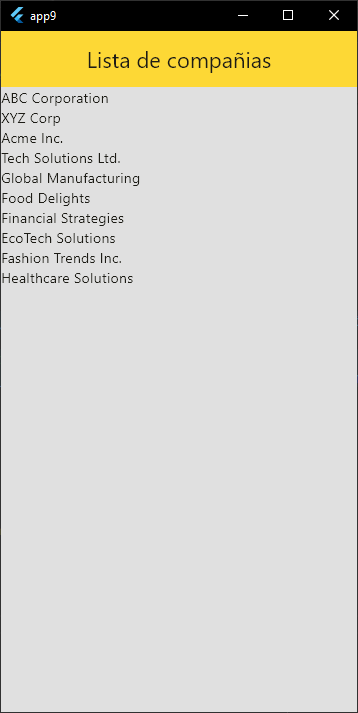 app9
Lista de compañias
ABC Corporation
XYZ Corp
Acme Inc.
Tech Solutions Ltd.
Global Manufacturing
Food Delights
Financial Strategies
EcoTech Solutions
Fashion Trends Inc.
Healthcare Solutions